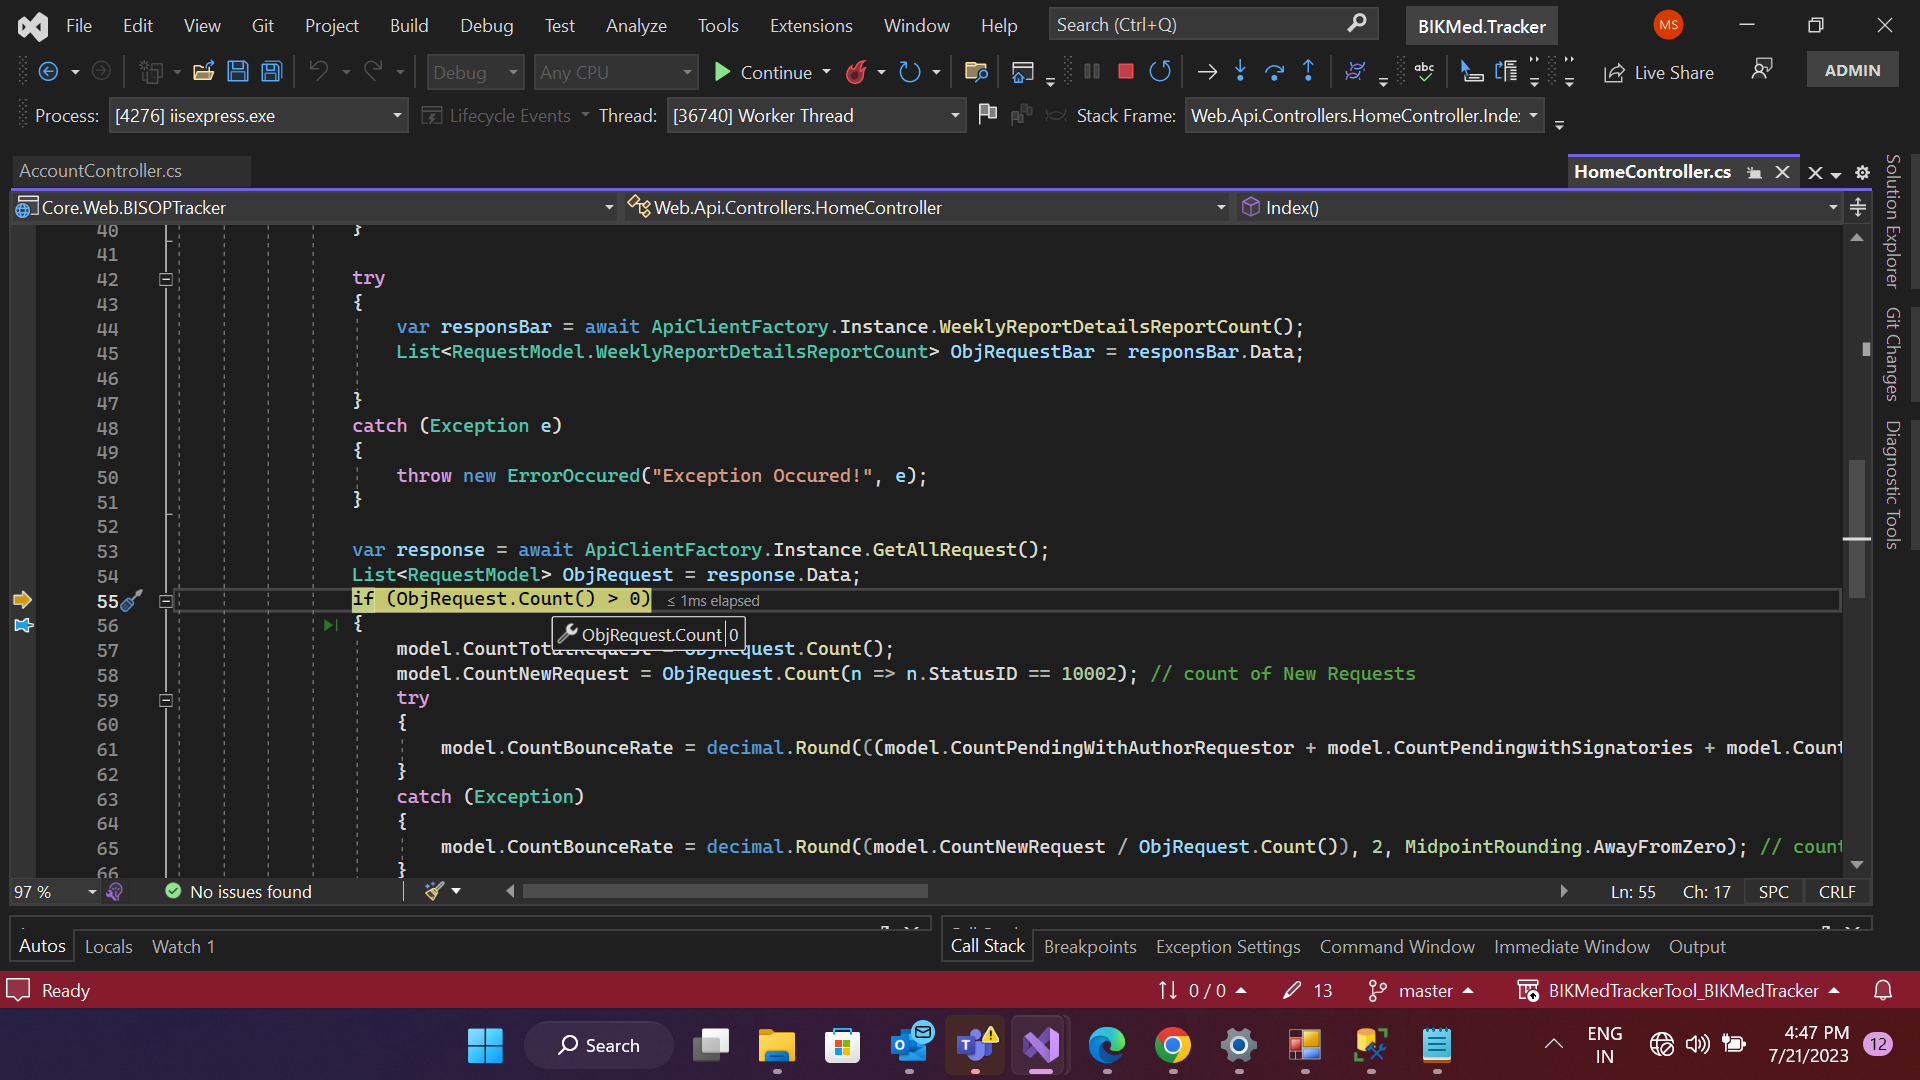 File Edit View Git Project Build Debug Test Analyze Tools Extensions Window Help Search (Ctrl+Q) BIKMed.Tracker MS
Debug Any CPU Continue abc Live Share ADMIN
Process: [4276] iisexpress.exe Lifecycle Events Thread: [36740] Worker Thread Stack Frame: Web.Api.Controllers.HomeController.Inde
AccountController.cs HomeController.cs
Core.Web.BISOPTracker Web.Api.Controllers.HomeController Index()
40 }
41
42 try
43 {
44 var responsBar = await ApiClientFactory.Instance.WeeklyReportDetailsReportCount();
45 List<RequestModel.WeeklyReportDetailsReportCount> ObjRequestBar = responsBar.Data;
46
47 }
48 catch (Exception e)
49 {
50 throw new ErrorOccured("Exception Occured!", e);
51 }
52
53 var response = await ApiClientFactory.Instance.GetAllRequest();
54 List<RequestModel> ObjRequest = response.Data;
55 if (ObjRequest.Count() > 0) ≤ 1ms elapsed
56 {
ObjRequest.Count 0
57 model.CountTotalRequest = ObjRequest.Count();
58 model.CountNewRequest = ObjRequest.Count(n => n.StatusID == 10002); // count of New Requests
59 try
60 {
61 model.CountBounceRate = decimal.Round(((model.CountPendingWithAuthorRequestor + model.CountPendingwithSignatories + model.Count
62 }
63 catch (Exception)
64 {
65 model.CountBounceRate = decimal.Round((model.CountNewRequest / ObjRequest.Count()), 2, MidpointRounding.AwayFromZero); // count
66 }
97 % No issues found Ln: 55 Ch: 17 SPC CRLF
Autos Locals Watch 1 Call Stack Breakpoints Exception Settings Command Window Immediate Window Output
Ready 0 / 0 13 master BIKMedTrackerTool_BIKMedTracker
Search ENG IN 4:47 PM 7/21/2023 12
Solution Explorer
Git Changes
Diagnostic Tools